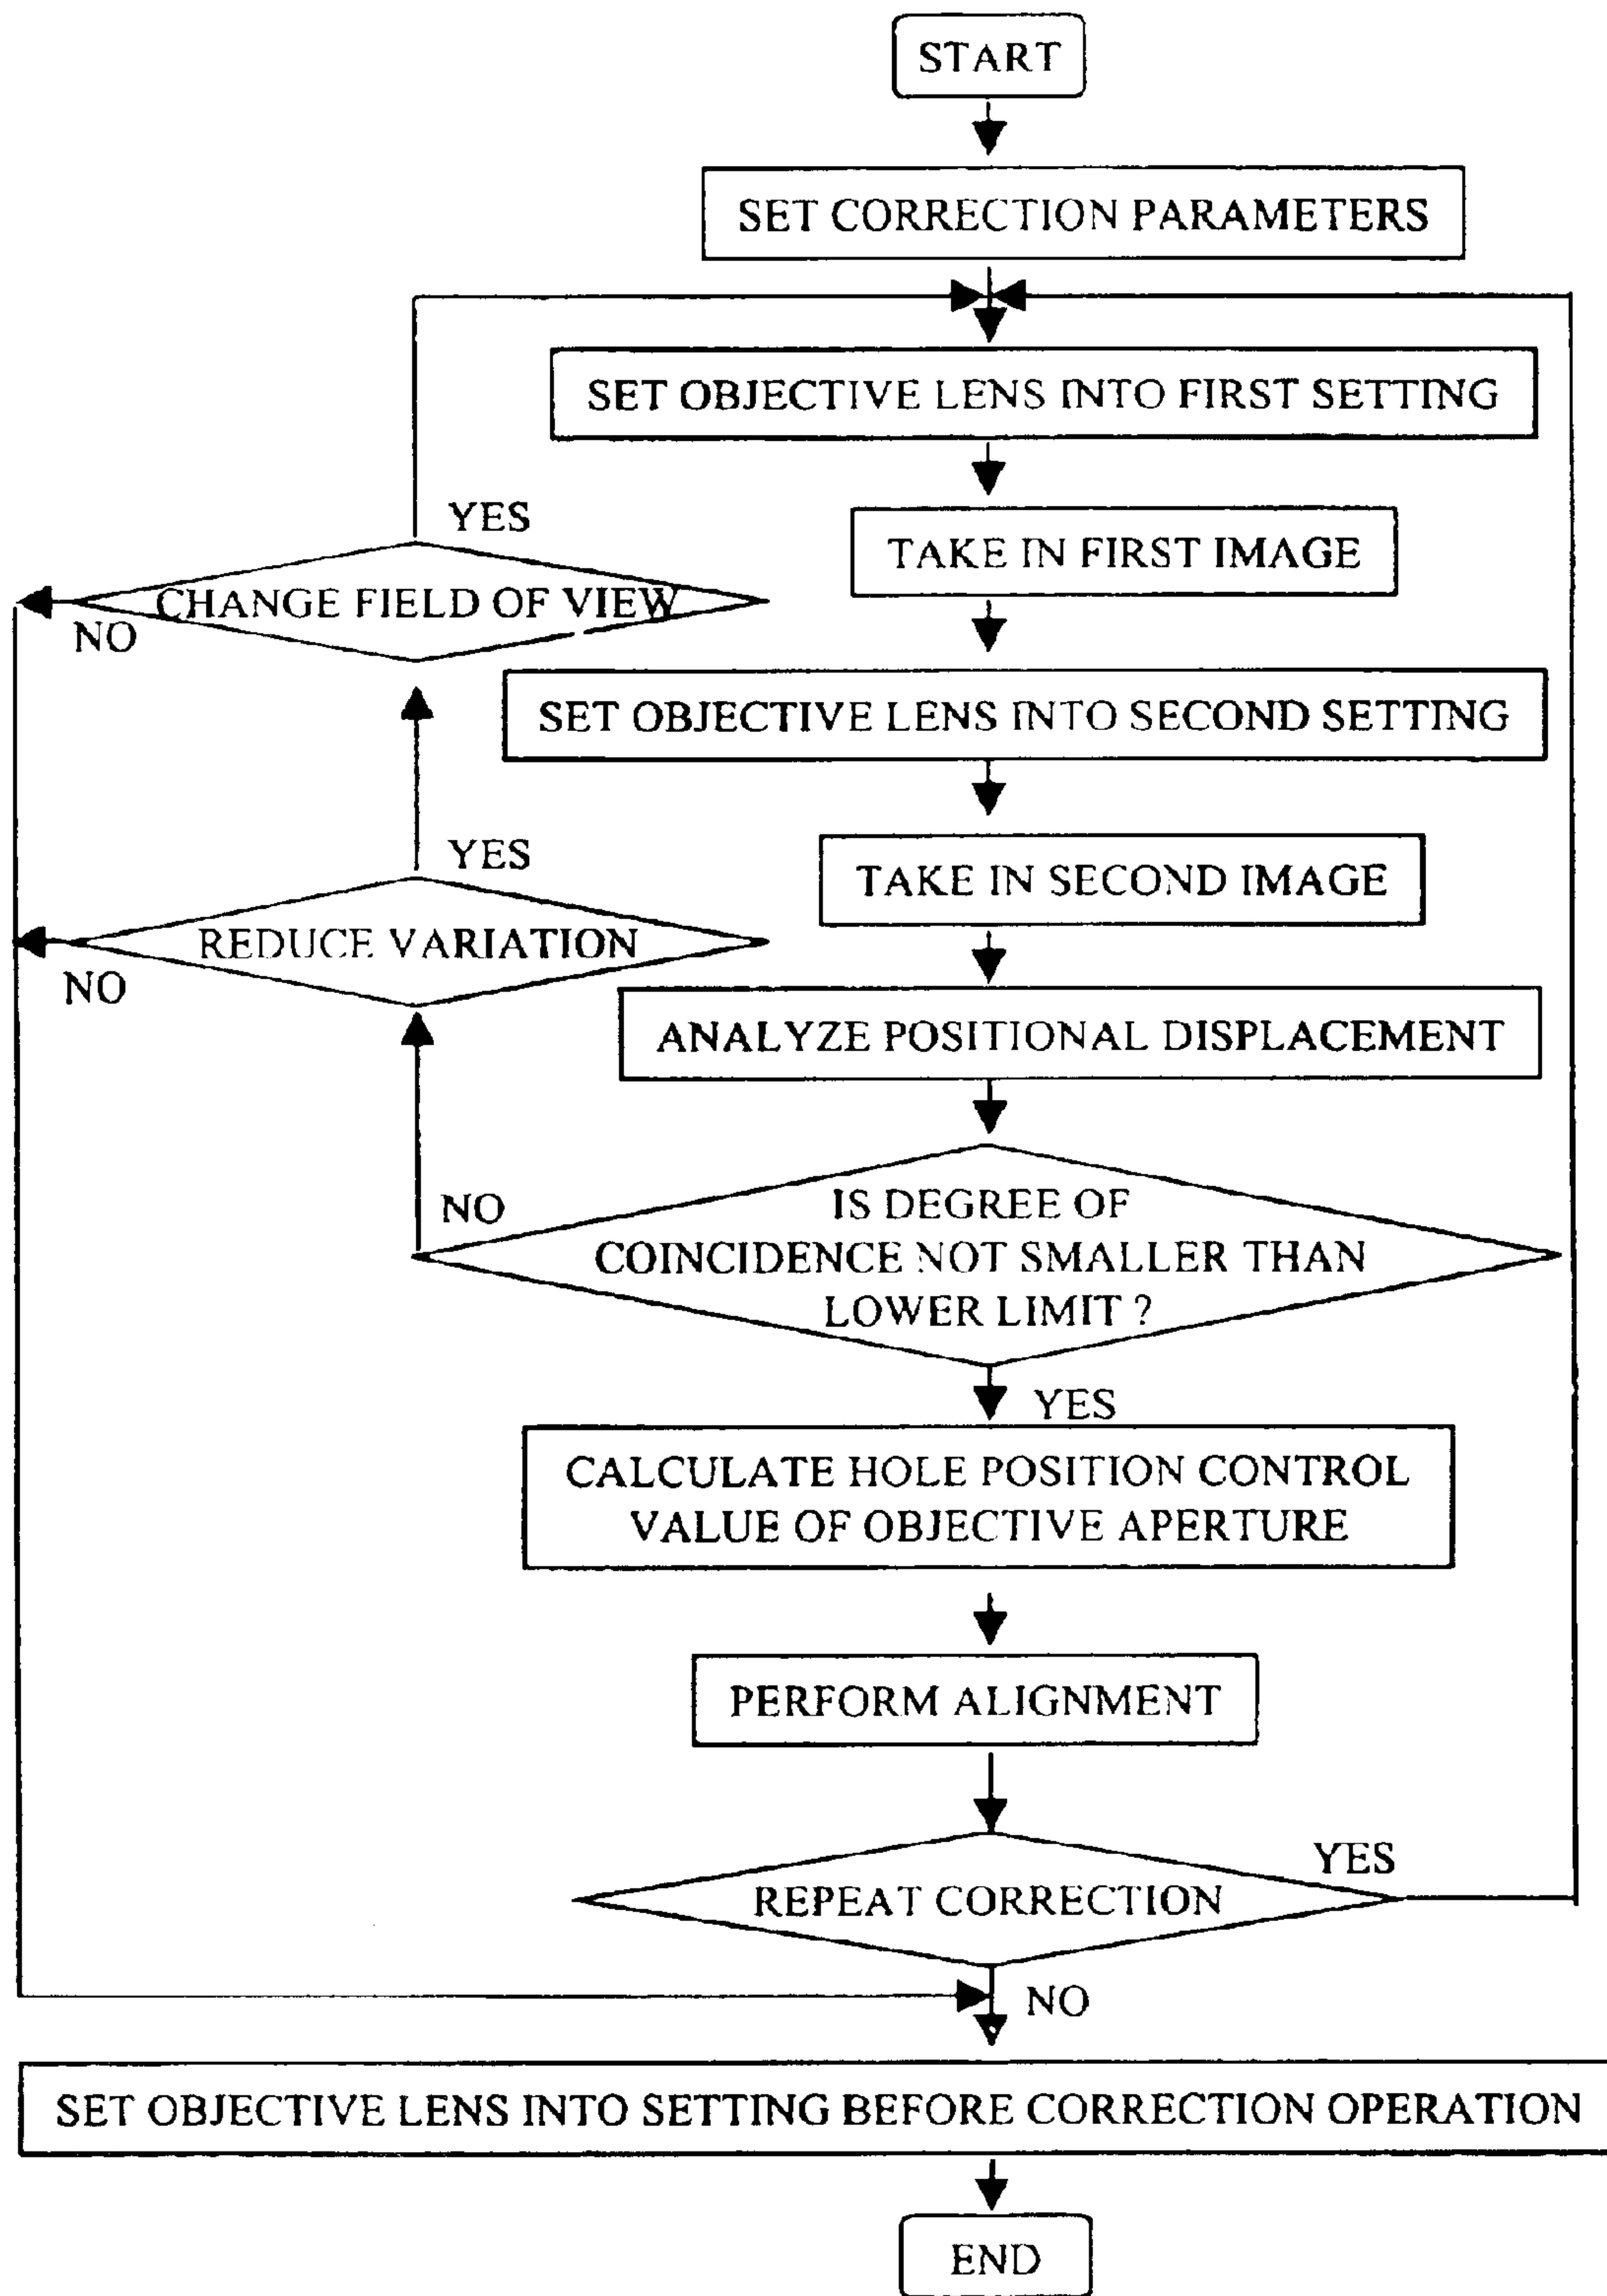 START
SET CORRECTION PARAMETERS
SET OBJECTIVE LENS INTO FIRST SETTING
YES
TAKE IN FIRST IMAGE
CHANGE FIELD OF VIEW
NO
SET OBJECTIVE LENS INTO SECOND SETTING
YES
TAKE IN SECOND IMAGE
REDUCE VARIATION
NO
ANALYZE POSITIONAL DISPLACEMENT
NO
IS DEGREE OF
COINCIDENCE NOT SMALLER THAN
LOWER LIMIT ?
YES
CALCULATE HOLE POSITION CONTROL
VALUE OF OBJECTIVE APERTURE
PERFORM ALIGNMENT
YES
REPEAT CORRECTION
NO
SET OBJECTIVE LENS INTO SETTING BEFORE CORRECTION OPERATION
END